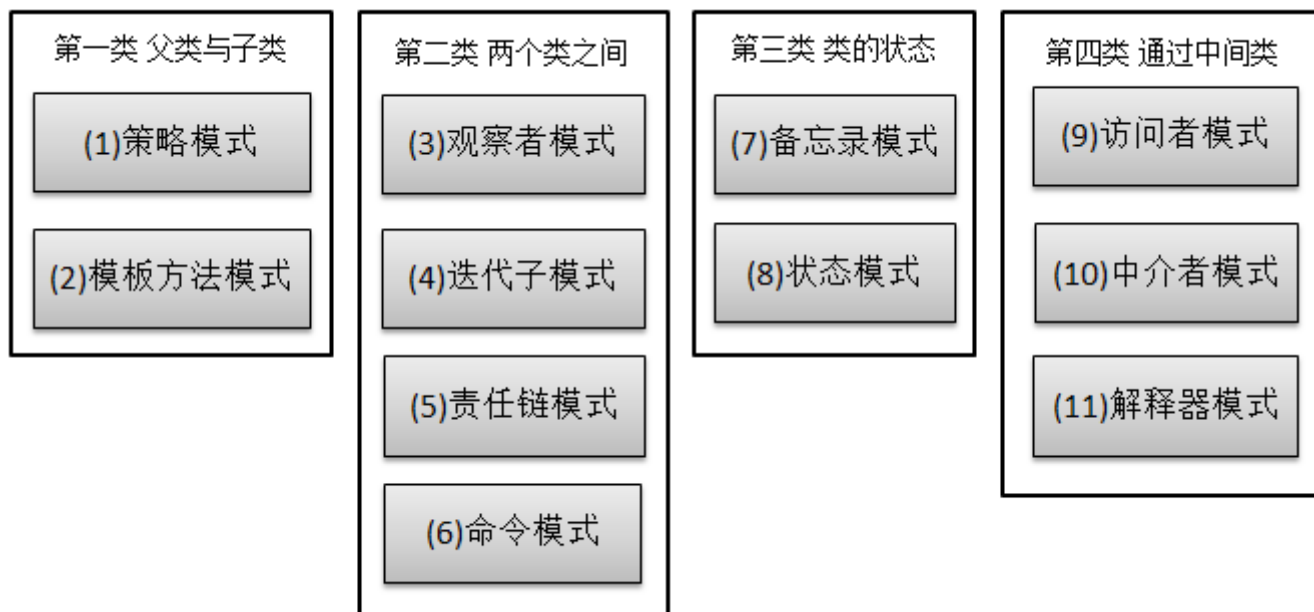 第一类 父类与子类
(1)策略模式
(2)模板方法模式
第二类 两个类之间
(3)观察者模式
(4)迭代子模式
(5)责任链模式
(6)命令模式
第三类 类的状态
(7)备忘录模式
(8)状态模式
第四类 通过中间类
(9)访问者模式
(10)中介者模式
(11)解释器模式